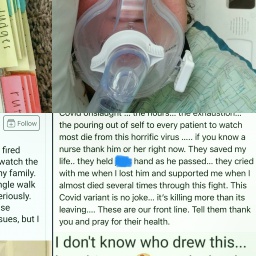 Follow
fired
watch the
my family.
ngle walk
eriously.
se
sues, but I
Covid onslaught ... the hours... the exhaustion...
the pouring out of self to every patient to watch
most die from this horrific virus ..... if you know a
nurse thank him or her right now. They saved my
life.. they held hand as he passed... they cried
with me when I lost him and supported me when I
almost died several times through this fight. This
Covid variant is no joke... it's killing more than its
leaving.... These are our front line. Tell them thank
you and pray for their health.
I don't know who drew this...